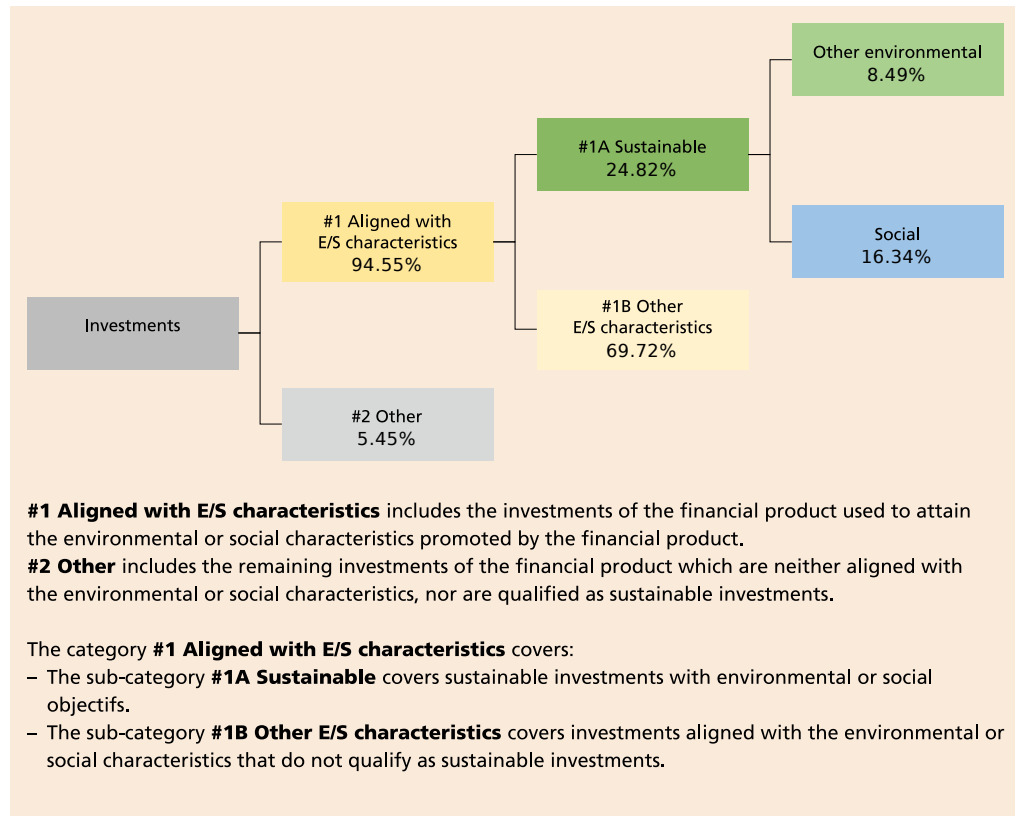 Other environmental
8.49%
#1A Sustainable
24.82%
#1 Aligned with
E/S characteristics
94.55%
Social
16.34%
#1B Other
E/S characteristics
69.72%
Investments
#2 Other
5.45%
#1 Aligned with E/S characteristics includes the investments of the financial product used to attain
the environmental or social characteristics promoted by the financial product.
#2 Other includes the remaining investments of the financial product which are neither aligned with
the environmental or social characteristics, nor are qualified as sustainable investments.
The category #1 Aligned with E/S characteristics covers:
– The sub-category #1A Sustainable covers sustainable investments with environmental or social
objectifs.
– The sub-category #1B Other E/S characteristics covers investments aligned with the environmental or
social characteristics that do not qualify as sustainable investments.